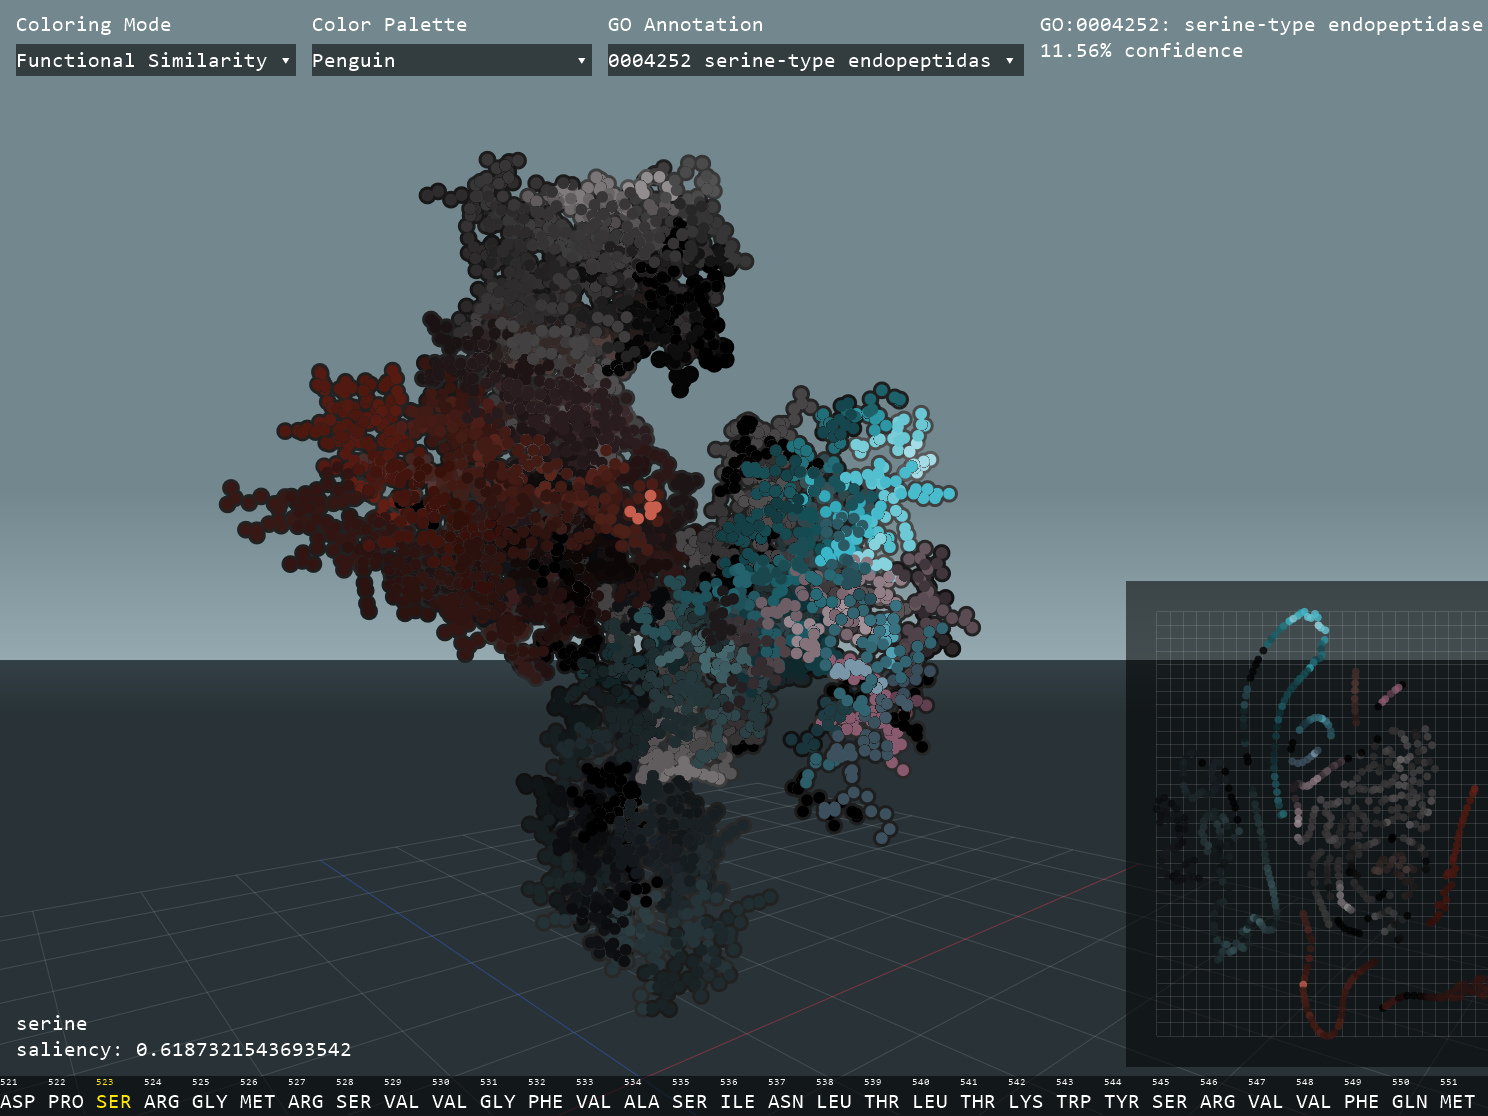 Coloring Mode
Functional Similarity
Color Palette
Penguin
GO Annotation
0004252 serine-type endopeptidas
GO:0004252: serine-type endopeptidase
11.56% confidence
serine
saliency: 0.6187321543693542
521 522 523 524 525 526 527 528 529 530 531 532 533 534 535 536 537 538 539 540 541 542 543 544 545 546 547 548 549 550 551
ASP PRO SER ARG GLY MET ARG SER VAL VAL GLY PHE VAL ALA SER ILE ASN LEU THR LEU THR LYS TRP TYR SER ARG VAL VAL PHE GLN MET